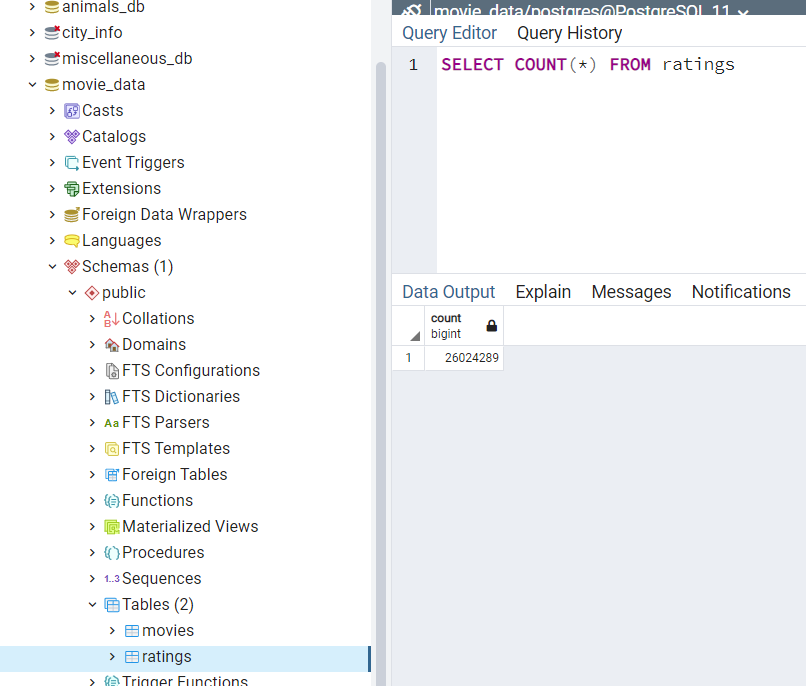 animals_db
city_info
miscellaneous_db
movie_data
Casts
Catalogs
Event Triggers
Extensions
Foreign Data Wrappers
Languages
Schemas (1)
public
Collations
Domains
FTS Configurations
FTS Dictionaries
Aa FTS Parsers
FTS Templates
Foreign Tables
Functions
Materialized Views
Procedures
1..3 Sequences
Tables (2)
movies
ratings
Trigger Functions
movie_data/postgres@PostgreSQL 11
Query Editor Query History
1 SELECT COUNT(*) FROM ratings
Data Output Explain Messages Notifications
count
bigint
1 26024289